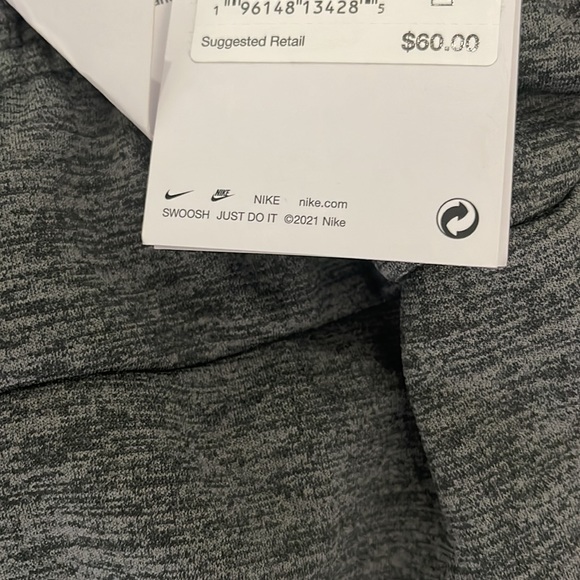 1 96148 13428 5
Suggested Retail $60.00
NIKE NIKE nike.com
SWOOSH JUST DO IT ©2021 Nike